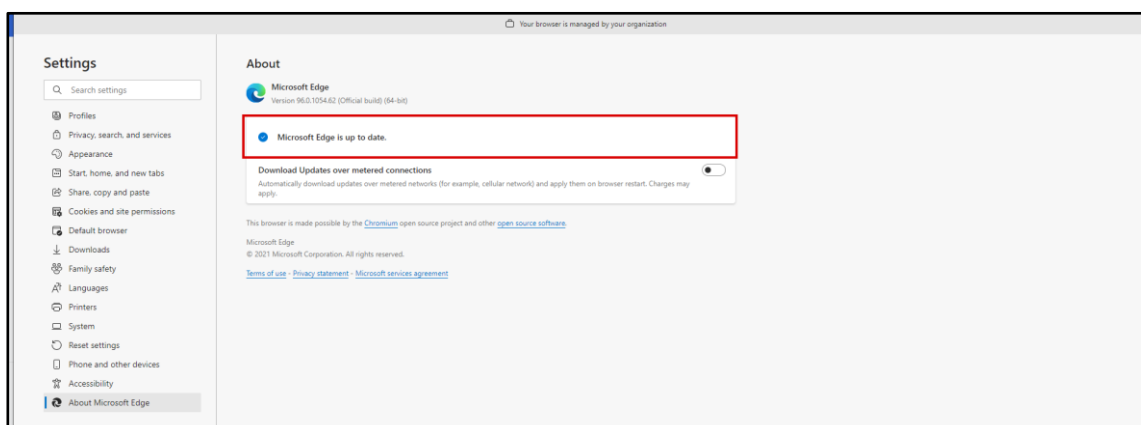 Your browser is managed by your organization
Settings
Search settings
Profiles
Privacy, search, and services
Appearance
Start, home, and new tabs
Share, copy and paste
Cookies and site permissions
Default browser
Downloads
Family safety
Languages
Printers
System
Reset settings
Phone and other devices
Accessibility
About Microsoft Edge
About
Microsoft Edge
Version 96.0.1054.62 (Official build) (64-bit)
Microsoft Edge is up to date.
Download Updates over metered connections
Automatically download updates over metered networks (for example, cellular network) and apply them on browser restart. Charges may
apply.
This browser is made possible by the Chromium open source project and other open source software.
Microsoft Edge
© 2021 Microsoft Corporation. All rights reserved.
Terms of use - Privacy statement - Microsoft services agreement